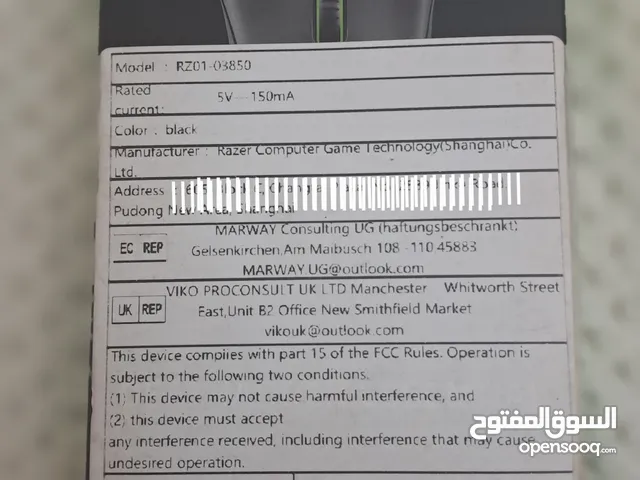 Model : RZ01-03850
Rated
current: 5V 150mA
Color : black
Manufacturer : Razer Computer Game Technology(Shanghai)Co.
Ltd.
Address : Road,
Pudong New Area, Shanghai
MARWAY Consulting UG (haftungsbeschrankt)
EC REP Gelsenkirchen,Am Maibusch 108 -110 45883
MARWAY.UG@outlook.com
VIKO PROCONSULT UK LTD Manchester Whitworth Street
UK REP East,Unit B2 Office New Smithfield Market
vikouk@outlook.com
This device complies with part 15 of the FCC Rules. Operation is
subject to the following two conditions.
(1) This device may not cause harmful interference, and
(2) this device must accept
any interference received, including interference that may cause
undesired operation.
السوق المفتوح
opensooq.com